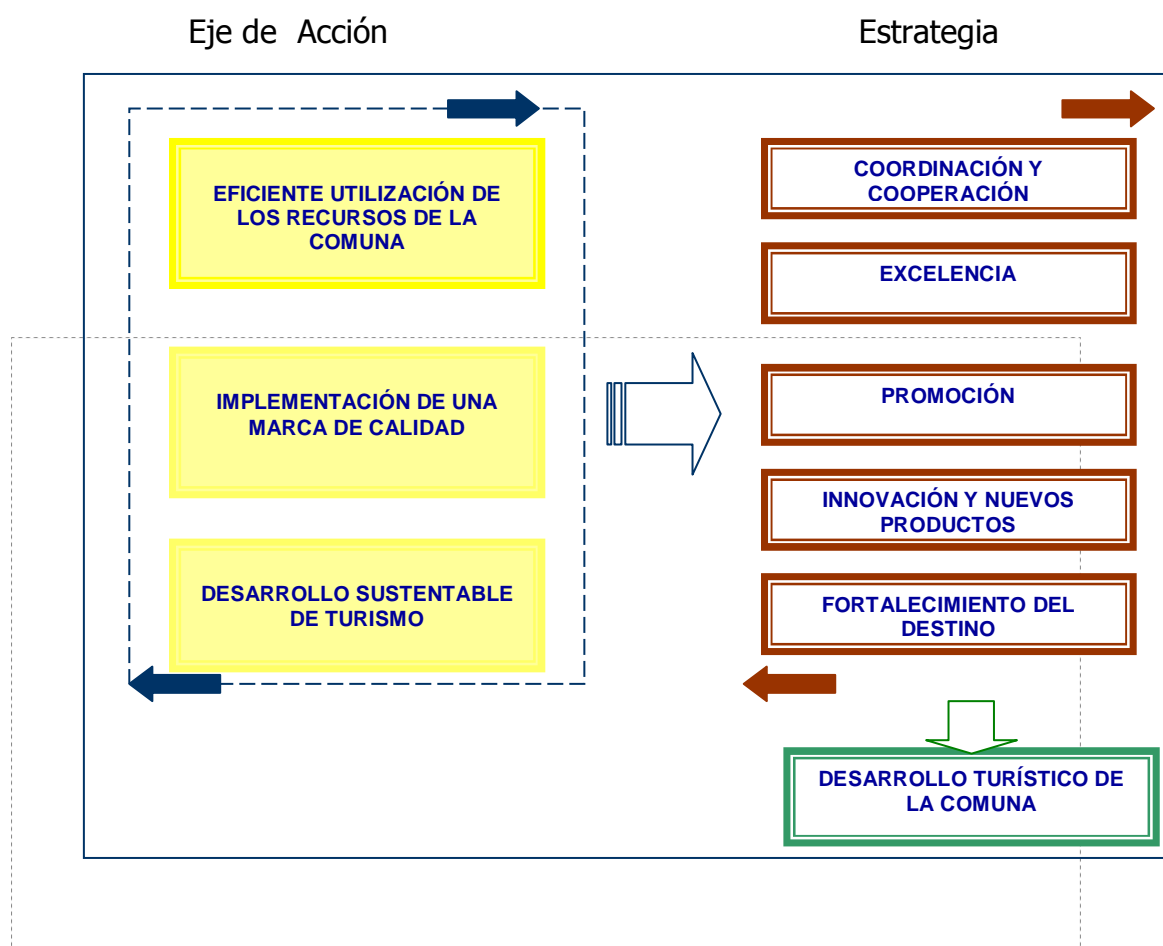 Eje de Acción
Estrategia
EFICIENTE UTILIZACIÓN DE
LOS RECURSOS DE LA
COMUNA
IMPLEMENTACIÓN DE UNA
MARCA DE CALIDAD
DESARROLLO SUSTENTABLE
DE TURISMO
COORDINACIÓN Y
COOPERACIÓN
EXCELENCIA
PROMOCIÓN
INNOVACIÓN Y NUEVOS
PRODUCTOS
FORTALECIMIENTO DEL
DESTINO
DESARROLLO TURÍSTICO DE
LA COMUNA